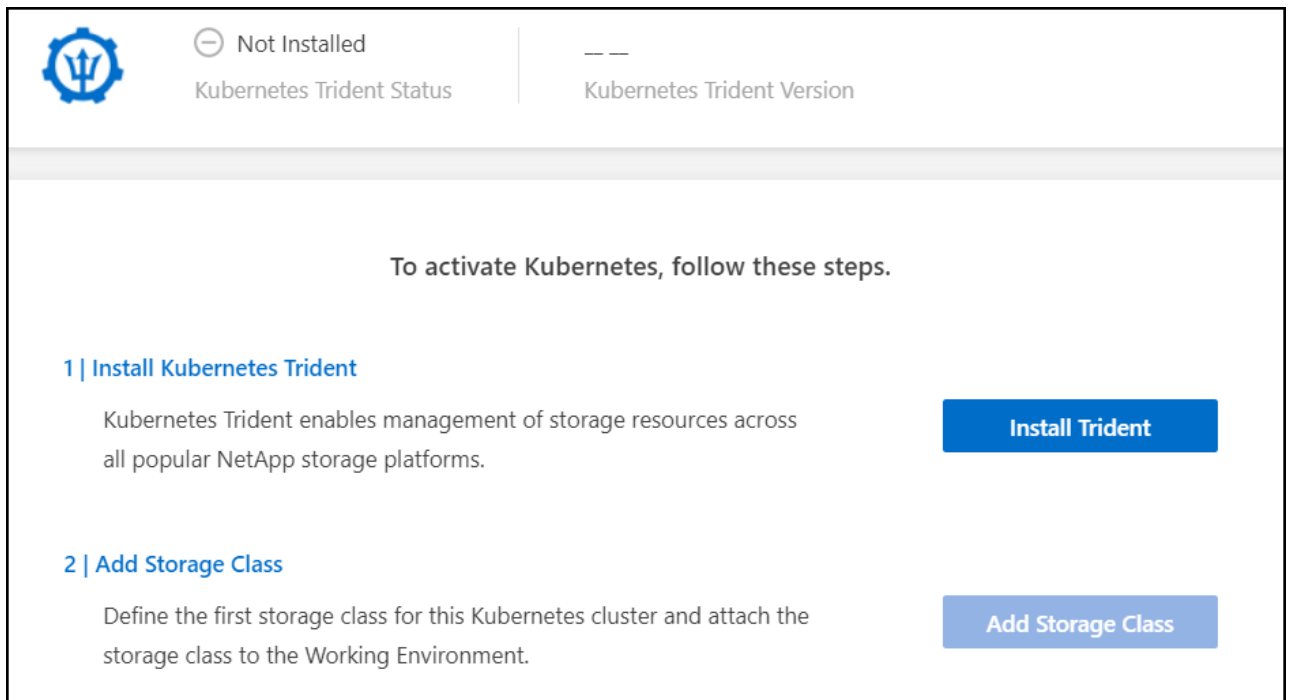 Not Installed
__ __
Kubernetes Trident Status
Kubernetes Trident Version
To activate Kubernetes, follow these steps.
1 | Install Kubernetes Trident
Kubernetes Trident enables management of storage resources across
all popular NetApp storage platforms.
Install Trident
2 | Add Storage Class
Define the first storage class for this Kubernetes cluster and attach the
storage class to the Working Environment.
Add Storage Class